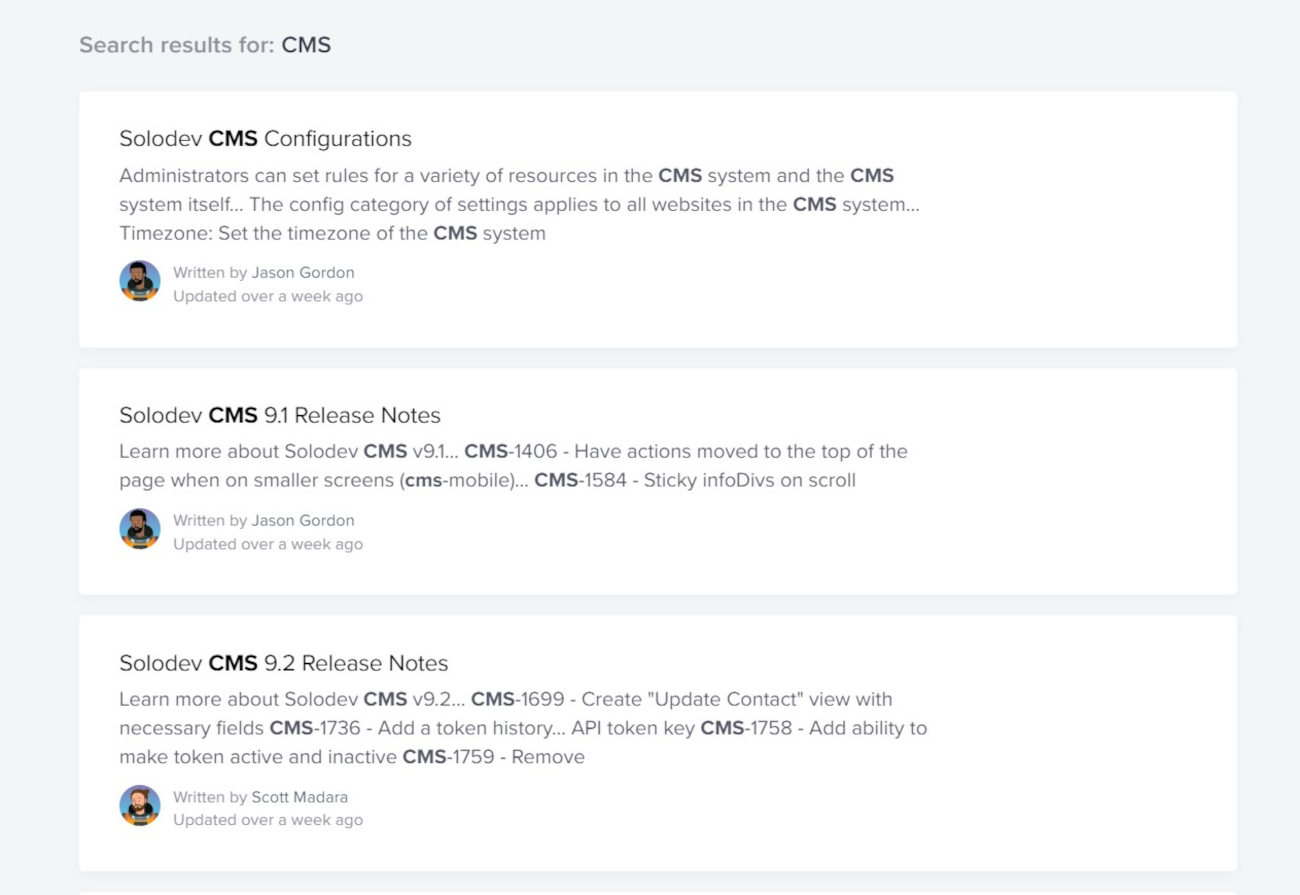 Search results for: CMS
Solodev CMS Configurations
Administrators can set rules for a variety of resources in the CMS system and the CMS
system itself... The config category of settings applies to all websites in the CMS system...
Timezone: Set the timezone of the CMS system
Written by Jason Gordon
Updated over a week ago
Solodev CMS 9.1 Release Notes
Learn more about Solodev CMS v9.1... CMS-1406 - Have actions moved to the top of the
page when on smaller screens (cms-mobile)... CMS-1584 - Sticky infoDivs on scroll
Written by Jason Gordon
Updated over a week ago
Solodev CMS 9.2 Release Notes
Learn more about Solodev CMS v9.2... CMS-1699 - Create "Update Contact" view with
necessary fields CMS-1736 - Add a token history... API token key CMS-1758 - Add ability to
make token active and inactive CMS-1759 - Remove
Written by Scott Madara
Updated over a week ago